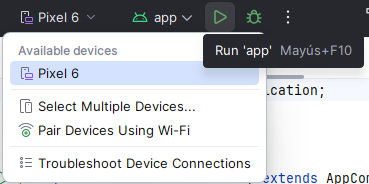 Pixel 6
app
Available devices
Run 'app' Mayús+F10
Pixel 6
ication;
Select Multiple Devices...
Pair Devices Using Wi-Fi
Troubleshoot Device Connections
extends AppCom